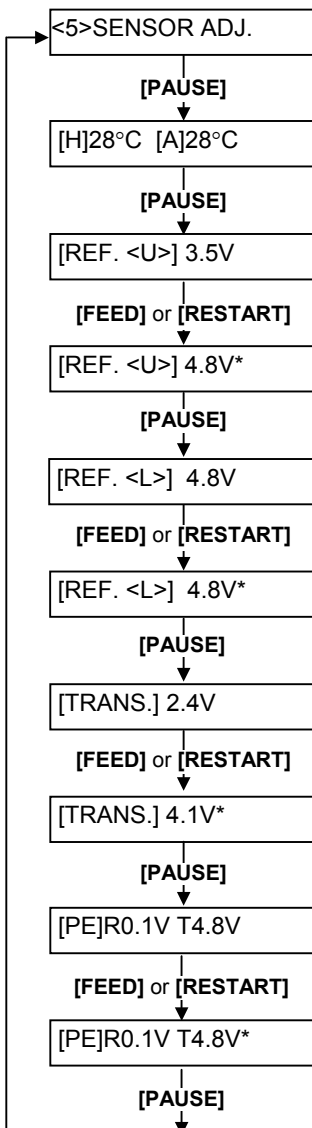 <5>SENSOR ADJ.
[PAUSE]
[H]28°C [A]28°C
[PAUSE]
[REF. <U>] 3.5V
[FEED] or [RESTART]
[REF. <U>] 4.8V*
[PAUSE]
[REF. <L>] 4.8V
[FEED] or [RESTART]
[REF. <L>] 4.8V*
[PAUSE]
[TRANS.] 2.4V
[FEED] or [RESTART]
[TRANS.] 4.1V*
[PAUSE]
[PE]R0.1V T4.8V
[FEED] or [RESTART]
[PE]R0.1V T4.8V*
[PAUSE]